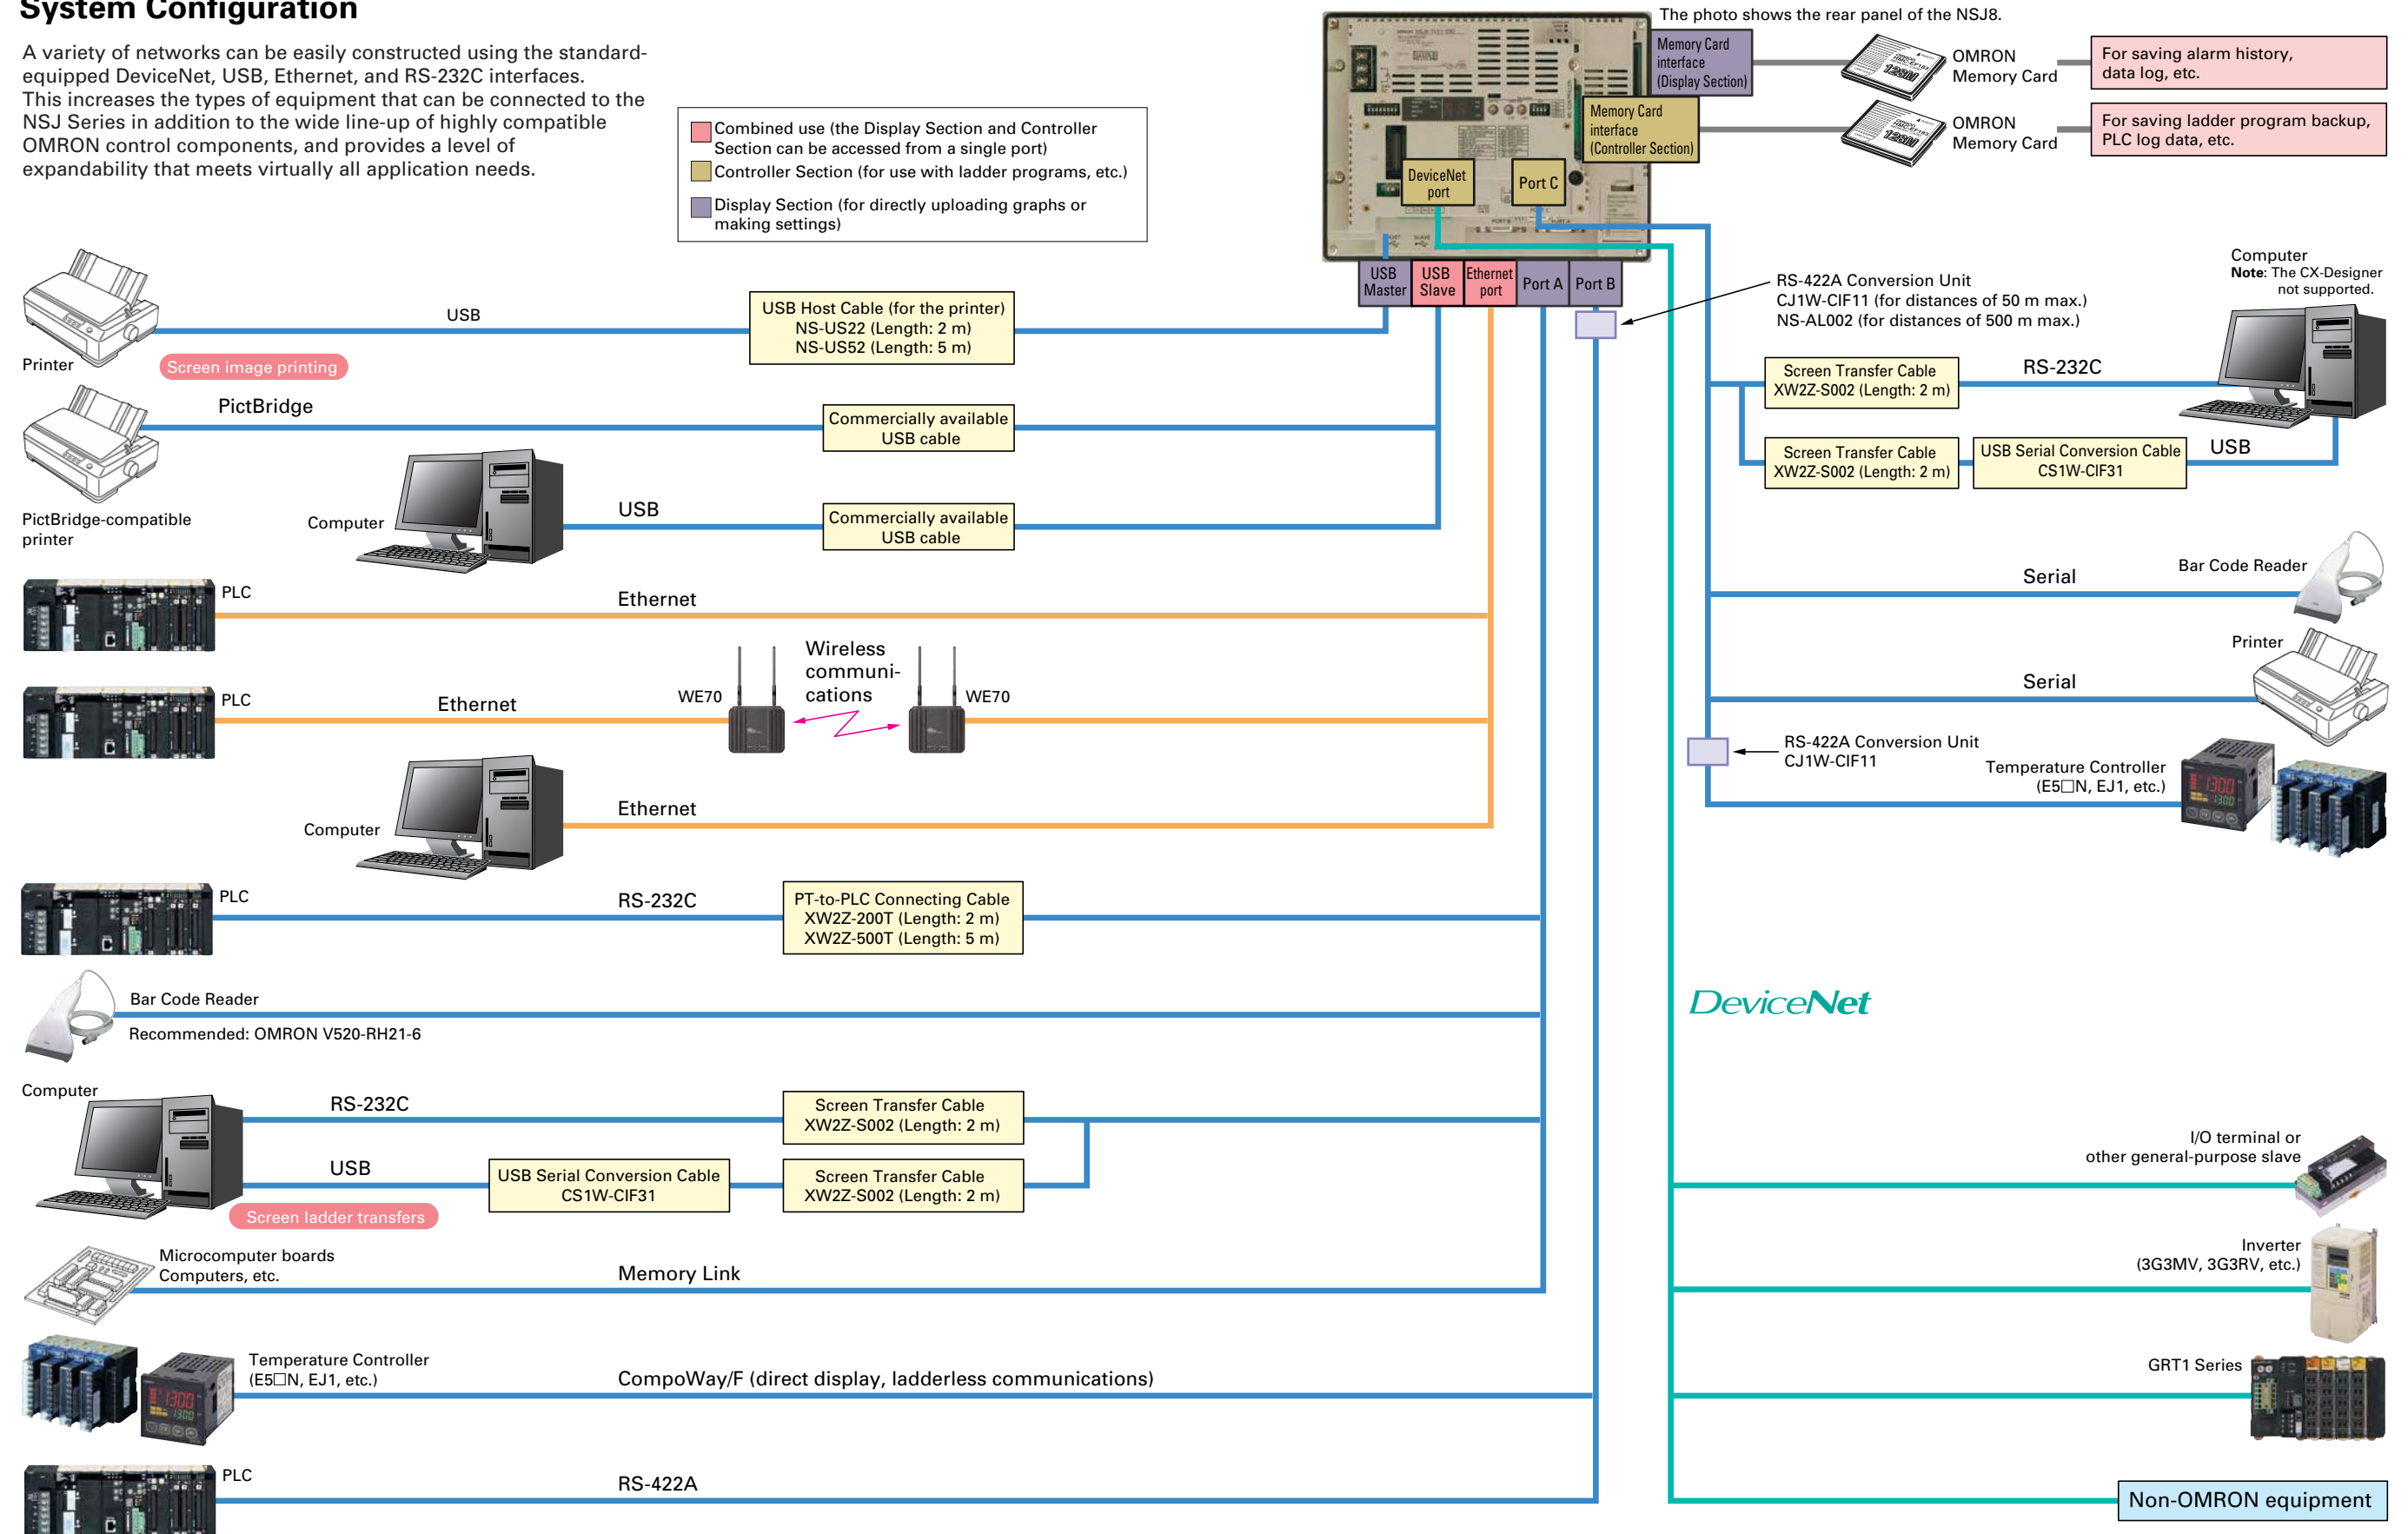 System Configuration
A variety of networks can be easily constructed using the standard-
equipped DeviceNet, USB, Ethernet, and RS-232C interfaces.
This increases the types of equipment that can be connected to the
NSJ Series in addition to the wide line-up of highly compatible
OMRON control components, and provides a level of
expandability that meets virtually all application needs.
Combined use (the Display Section and Controller
Section can be accessed from a single port)
Controller Section (for use with ladder programs, etc.)
Display Section (for directly uploading graphs or
making settings)
The photo shows the rear panel of the NSJ8.
Memory Card
interface
(Display Section)
OMRON
Memory Card
For saving alarm history,
data log, etc.
Memory Card
interface
(Controller Section)
OMRON
Memory Card
For saving ladder program backup,
PLC log data, etc.
128M
128M
DeviceNet
port
Port C
USB
Master
USB
Slave
Ethernet
port
Port A
Port B
RS-422A Conversion Unit
CJ1W-CIF11 (for distances of 50 m max.)
NS-AL002 (for distances of 500 m max.)
Computer
Note: The CX-Designer
not supported.
USB
USB Host Cable (for the printer)
NS-US22 (Length: 2 m)
NS-US52 (Length: 5 m)
Printer
Screen image printing
PictBridge
Commercially available
USB cable
PictBridge-compatible
printer
Computer
USB
Commercially available
USB cable
Screen Transfer Cable
XW2Z-S002 (Length: 2 m)
RS-232C
Screen Transfer Cable
XW2Z-S002 (Length: 2 m)
USB Serial Conversion Cable
CS1W-CIF31
USB
PLC
Ethernet
Serial
Bar Code Reader
PLC
Ethernet
WE70
Wireless
communi-
cations
WE70
Serial
Printer
RS-422A Conversion Unit
CJ1W-CIF11
Temperature Controller
(E5□N, EJ1, etc.)
Computer
Ethernet
PLC
RS-232C
PT-to-PLC Connecting Cable
XW2Z-200T (Length: 2 m)
XW2Z-500T (Length: 5 m)
Bar Code Reader
Recommended: OMRON V520-RH21-6
DeviceNet
Computer
RS-232C
Screen Transfer Cable
XW2Z-S002 (Length: 2 m)
USB
USB Serial Conversion Cable
CS1W-CIF31
Screen Transfer Cable
XW2Z-S002 (Length: 2 m)
Screen ladder transfers
I/O terminal or
other general-purpose slave
Microcomputer boards
Computers, etc.
Memory Link
Inverter
(3G3MV, 3G3RV, etc.)
Temperature Controller
(E5□N, EJ1, etc.)
CompoWay/F (direct display, ladderless communications)
GRT1 Series
PLC
RS-422A
Non-OMRON equipment